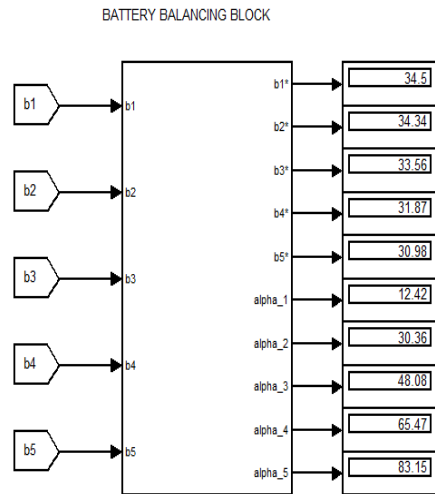 BATTERY BALANCING BLOCK
b1
b1
b1*
34.5
b2*
34.34
b2
b2
b3*
33.56
b4*
31.87
b3
b3
b5*
30.98
alpha_1
12.42
alpha_2
30.36
b4
b4
alpha_3
48.08
alpha_4
65.47
b5
b5
alpha_5
83.15